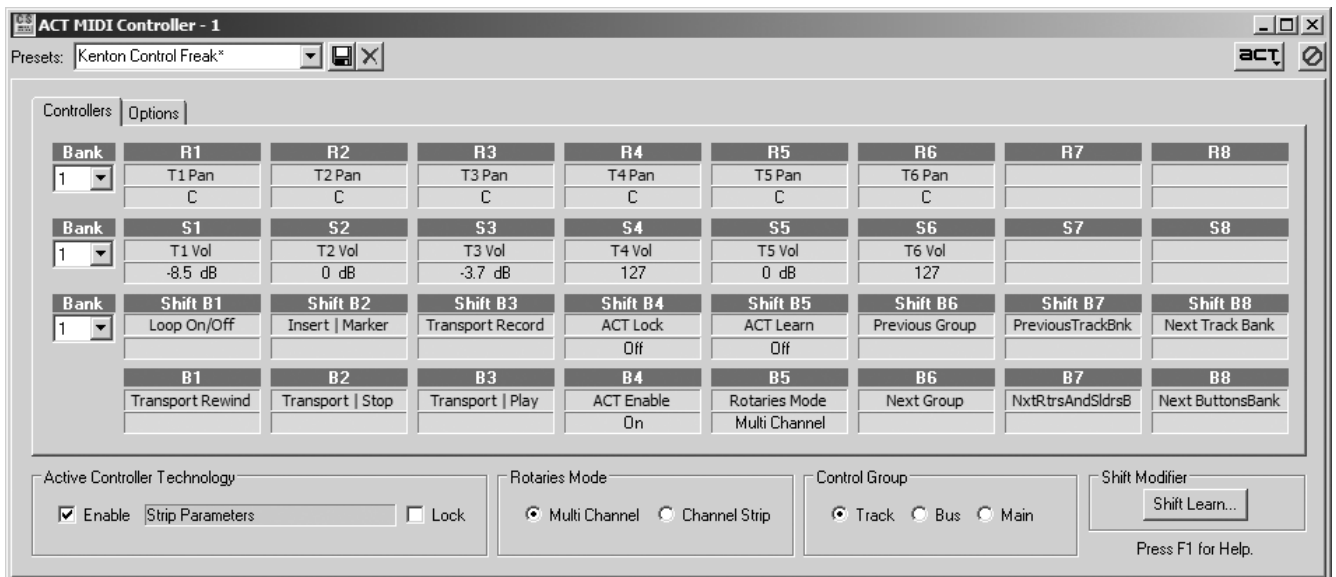 ACT MIDI Controller - 1
Presets: Kenton Control Freak* act
Controllers Options
Bank R1 R2 R3 R4 R5 R6 R7 R8
1 T1 Pan T2 Pan T3 Pan T4 Pan T5 Pan T6 Pan
C C C C C C
Bank S1 S2 S3 S4 S5 S6 S7 S8
1 T1 Vol T2 Vol T3 Vol T4 Vol T5 Vol T6 Vol
-8.5 dB 0 dB -3.7 dB 127 0 dB 127
Bank Shift B1 Shift B2 Shift B3 Shift B4 Shift B5 Shift B6 Shift B7 Shift B8
1 Loop On/Off Insert | Marker Transport Record ACT Lock ACT Learn Previous Group PreviousTrackBnk Next Track Bank
Off Off
B1 B2 B3 B4 B5 B6 B7 B8
Transport Rewind Transport | Stop Transport | Play ACT Enable Rotaries Mode Next Group NxtRtrsAndSldrsB Next ButtonsBank
On Multi Channel
Active Controller Technology Rotaries Mode Control Group Shift Modifier
Enable Strip Parameters Lock Multi Channel Channel Strip Track Bus Main Shift Learn...
Press F1 for Help.